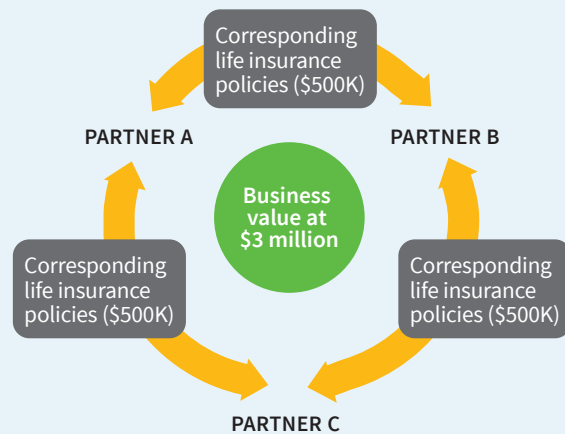 Corresponding
life insurance
policies ($500K)
PARTNER A
PARTNER B
Business
value at
$3 million
Corresponding
life insurance
policies ($500K)
Corresponding
life insurance
policies ($500K)
PARTNER C